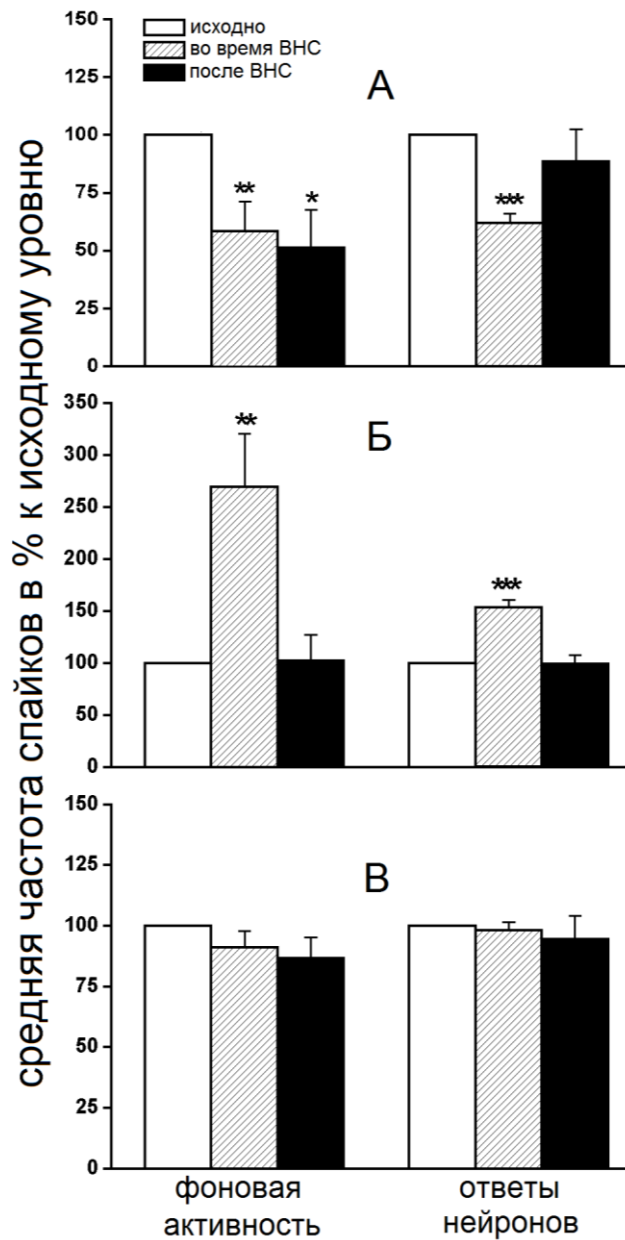 средняя частота спайков в % к исходному уровню
исходно
во время ВНС
после ВНС
А
150
125
100
75
50
25
0
**
*
***
Б
350
300
250
200
150
100
50
0
**
***
В
150
125
100
75
50
25
0
фоновая
активность
ответы
нейронов